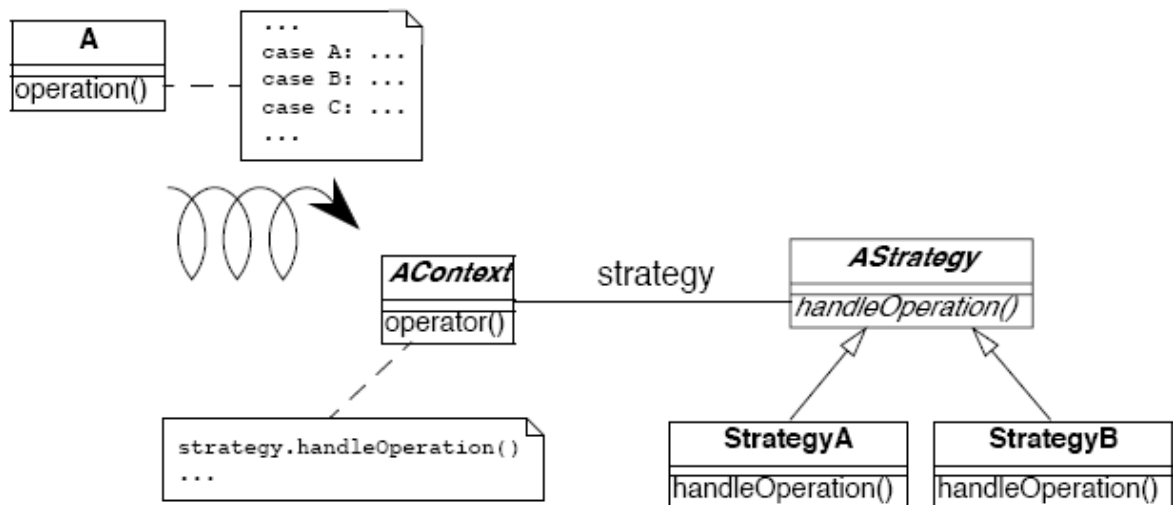 A
operation()
...
case A: ...
case B: ...
case C: ...
...
AContext
operator()
strategy
AStrategy
handleOperation()
strategy.handleOperation()
...
StrategyA
handleOperation()
StrategyB
handleOperation()